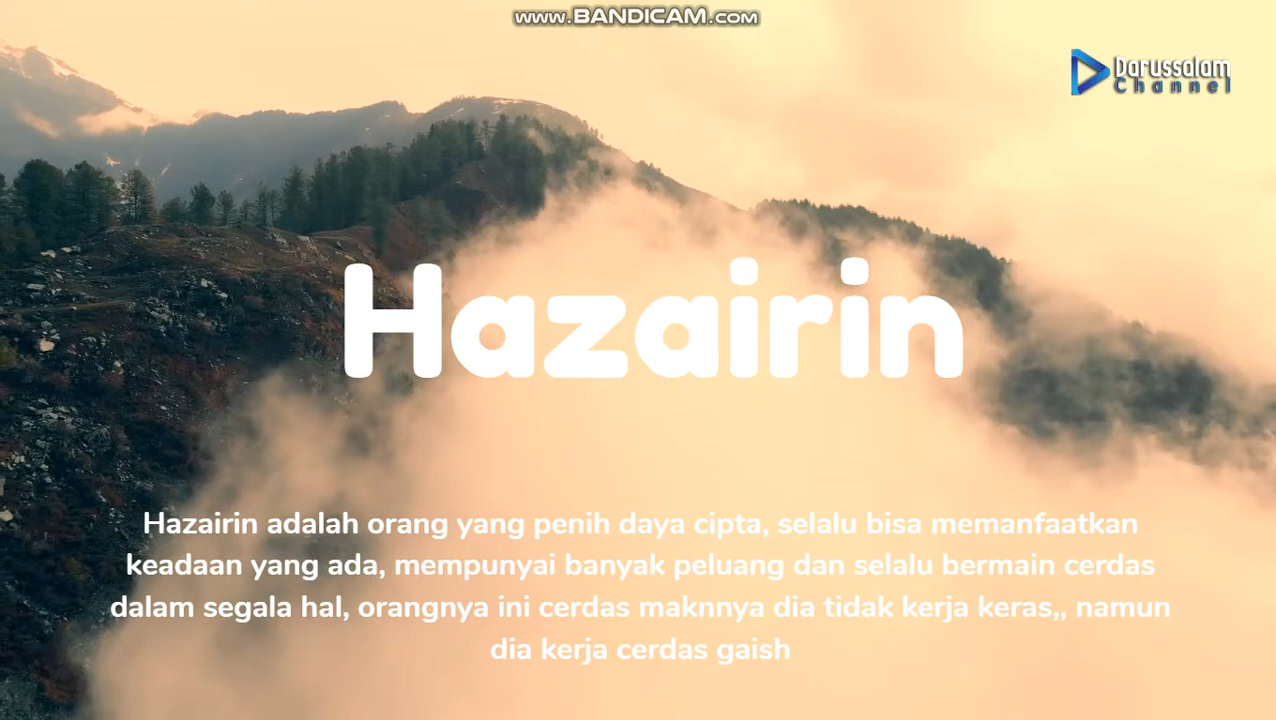 www.BANDICAM.com
Darussalam
Channel
Hazairin
Hazairin adalah orang yang penih daya cipta, selalu bisa memanfaatkan
keadaan yang ada, mempunyai banyak peluang dan selalu bermain cerdas
dalam segala hal, orangnya ini cerdas maknnya dia tidak kerja keras,, namun
dia kerja cerdas gaish